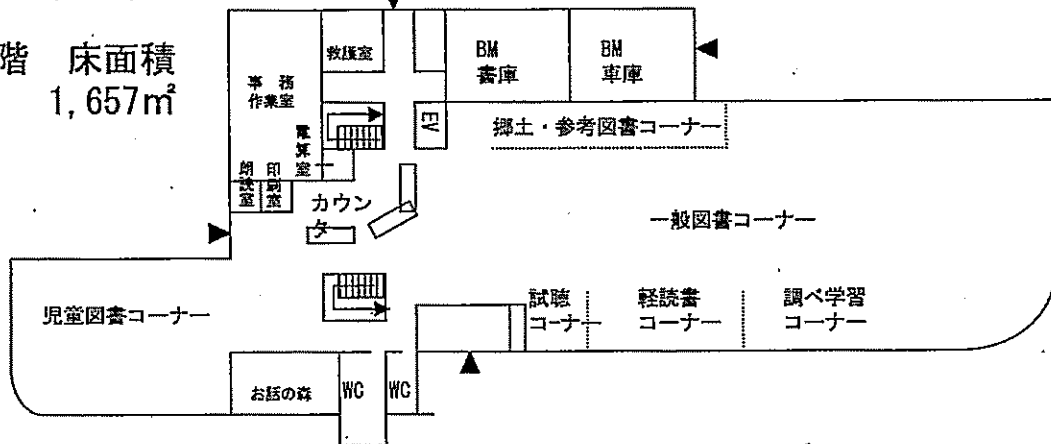 階 床面積
1,657㎡
救護室
BM
書庫
BM
車庫
事務
作業室
電算室
EV
郷土・参考図書コーナー
朗読室
印刷室
カウン
ター
一般図書コーナー
児童図書コーナー
試聴
コーナー
軽読書
コーナー
調べ学習
コーナー
お話の森
WC
WC